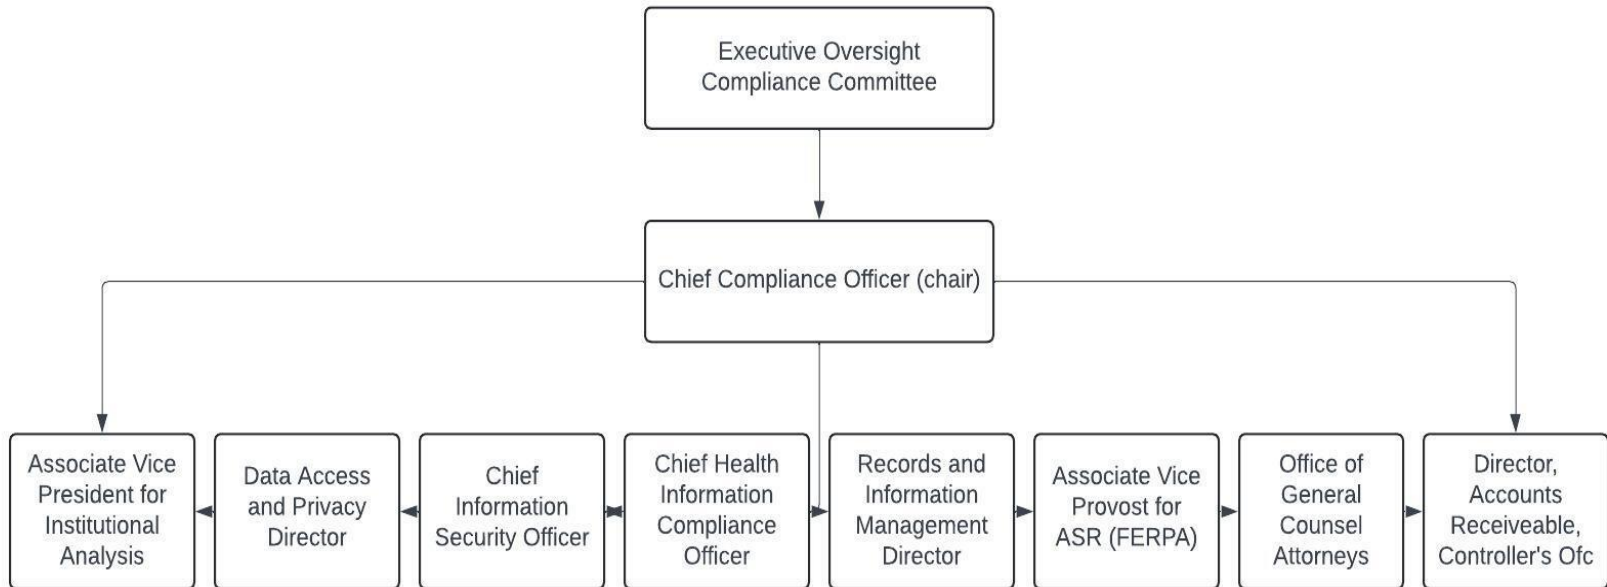 Executive Oversight
Compliance Committee
Chief Compliance Officer (chair)
Associate Vice
President for
Institutional
Analysis
Data Access
and Privacy
Director
Chief
Information
Security Officer
Chief Health
Information
Compliance
Officer
Records and
Information
Management
Director
Associate Vice
Provost for
ASR (FERPA)
Office of
General
Counsel
Attorneys
Director,
Accounts
Receiveable,
Controller's Ofc